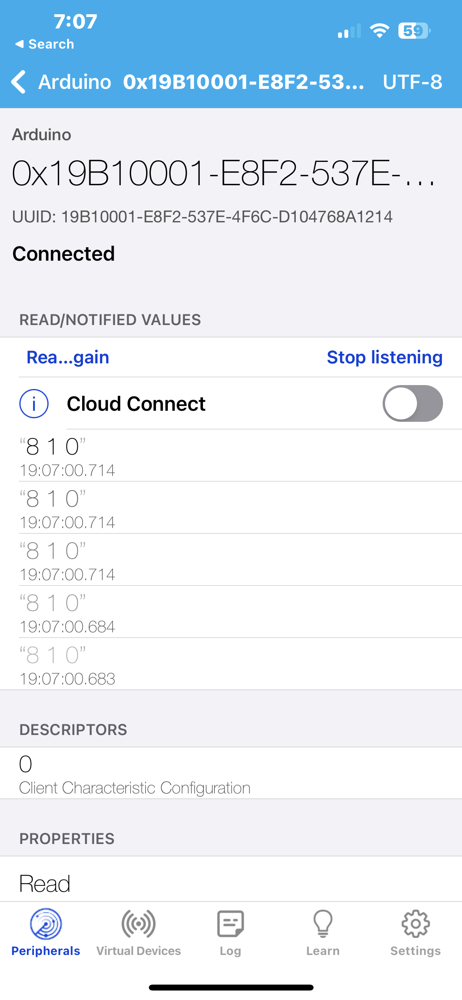 7:07
59
Search
Arduino 0x19B10001-E8F2-53... UTF-8
Arduino
0x19B10001-E8F2-537E-...
UUID: 19B10001-E8F2-537E-4F6C-D104768A1214
Connected
READ/NOTIFIED VALUES
Rea...gain Stop listening
Cloud Connect
“8 1 0”
19:07:00.714
“8 1 0”
19:07:00.714
“8 1 0”
19:07:00.714
“8 1 0”
19:07:00.684
“8 1 0”
19:07:00.683
DESCRIPTORS
0
Client Characteristic Configuration
PROPERTIES
Read
Peripherals Virtual Devices Log Learn Settings